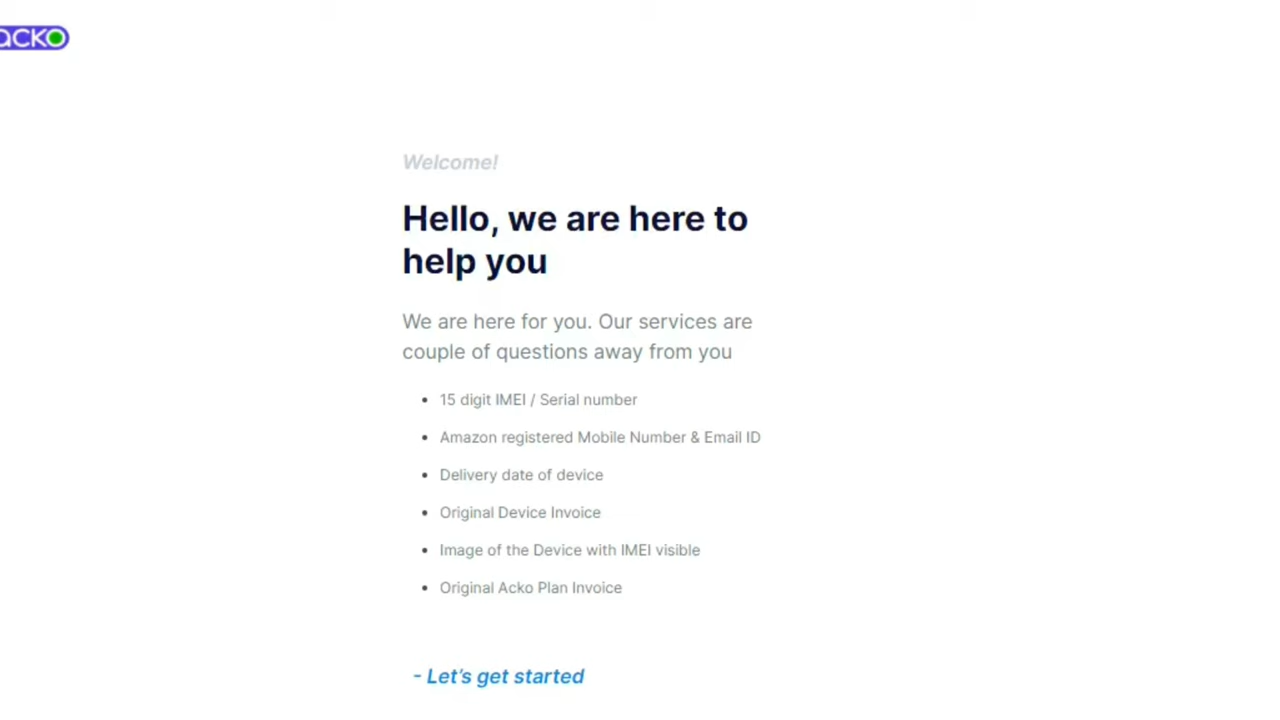 acko
Welcome!
Hello, we are here to
help you
We are here for you. Our services are
couple of questions away from you
• 15 digit IMEI / Serial number
• Amazon registered Mobile Number & Email ID
• Delivery date of device
• Original Device Invoice
• Image of the Device with IMEI visible
• Original Acko Plan Invoice
- Let's get started